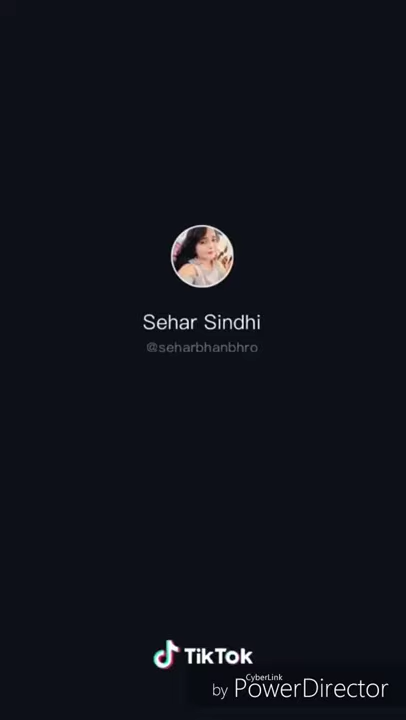 Sehar Sindhi
@seharbhanbhro
TikTok
CyberLink
by PowerDirector